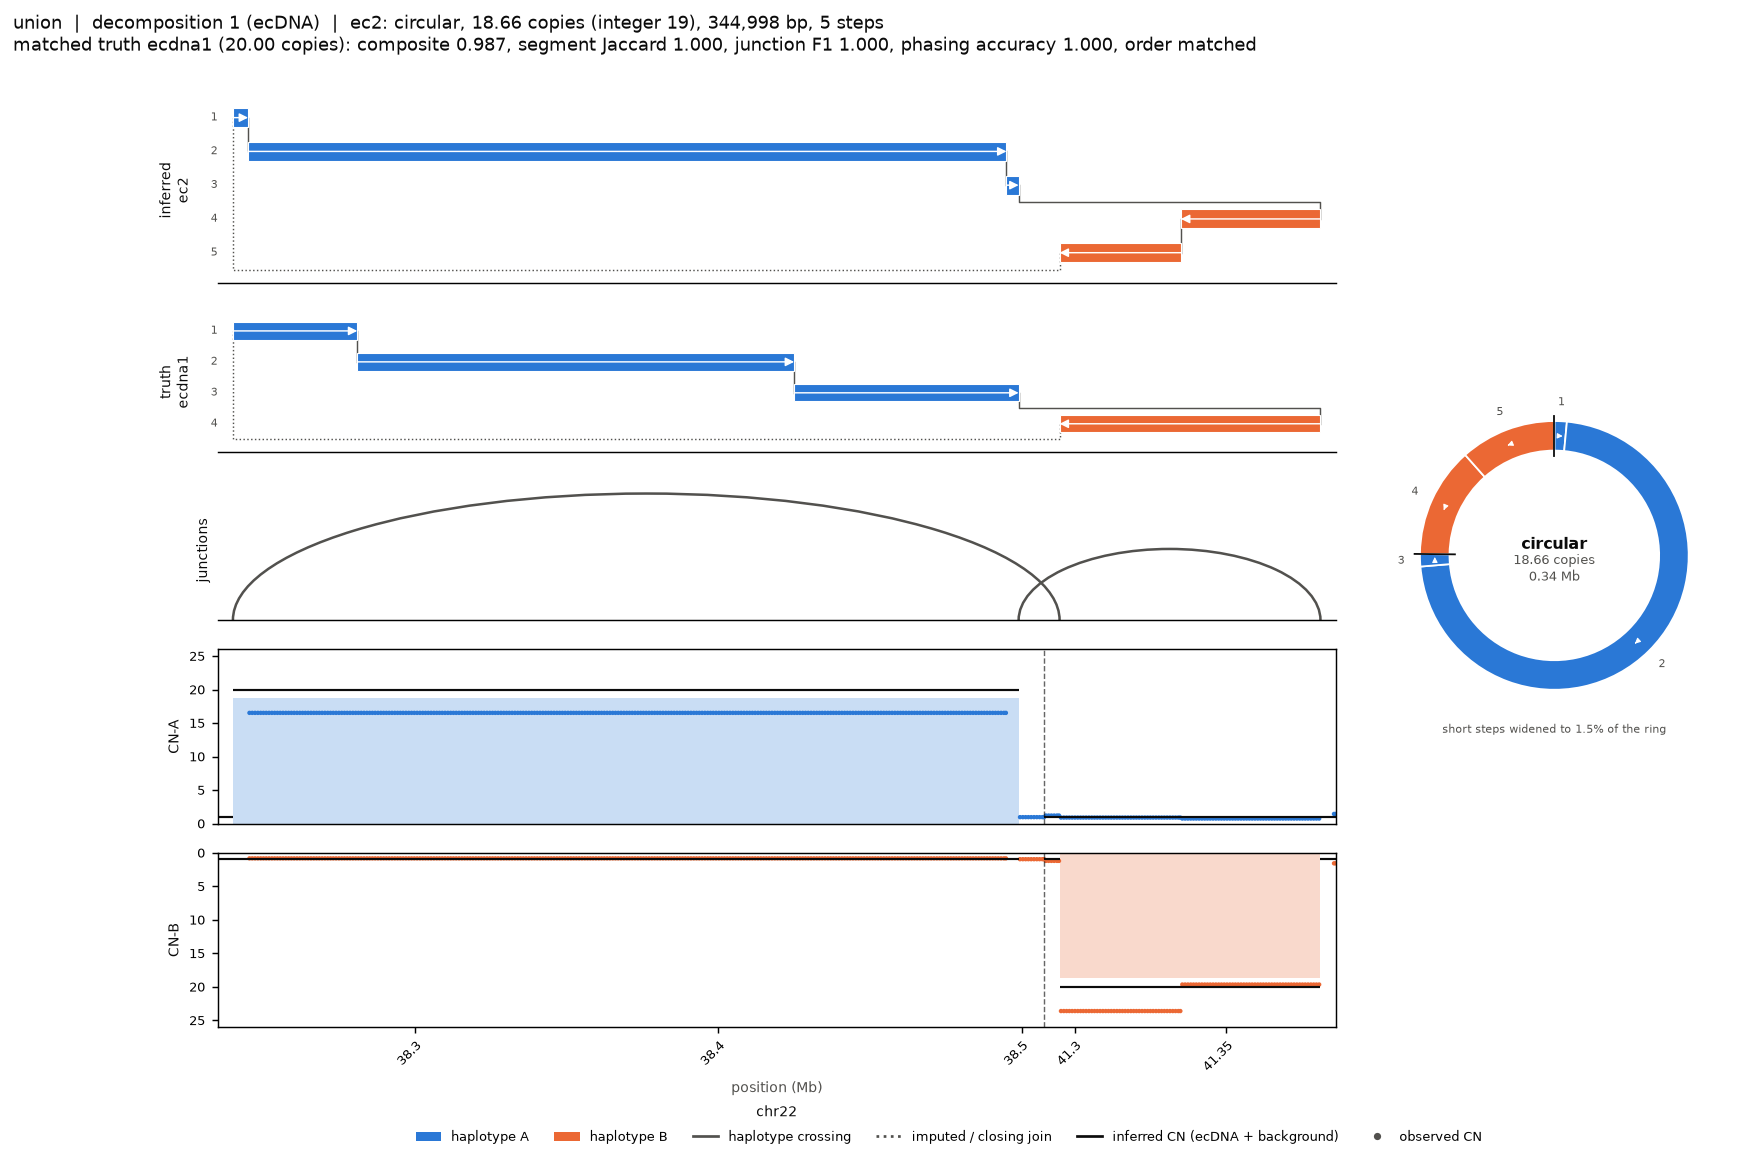 union  |  decomposition 1 (ecDNA)  |  ec2: circular, 18.66 copies (integer 19), 344,998 bp, 5 steps
matched truth ecdna1 (20.00 copies): composite 0.987, segment Jaccard 1.000, junction F1 1.000, phasing accuracy 1.000, order matched
inferred
ec2
1
2
3
4
5
truth
ecdna1
1
2
3
4
junctions
CN-A
25
20
15
10
5
0
CN-B
0
5
10
15
20
25
38.3
38.4
38.5
41.3
41.35
position (Mb)
chr22
1
2
3
4
5
circular
18.66 copies
0.34 Mb
short steps widened to 1.5% of the ring
haplotype A
haplotype B
haplotype crossing
imputed / closing join
inferred CN (ecDNA + background)
observed CN